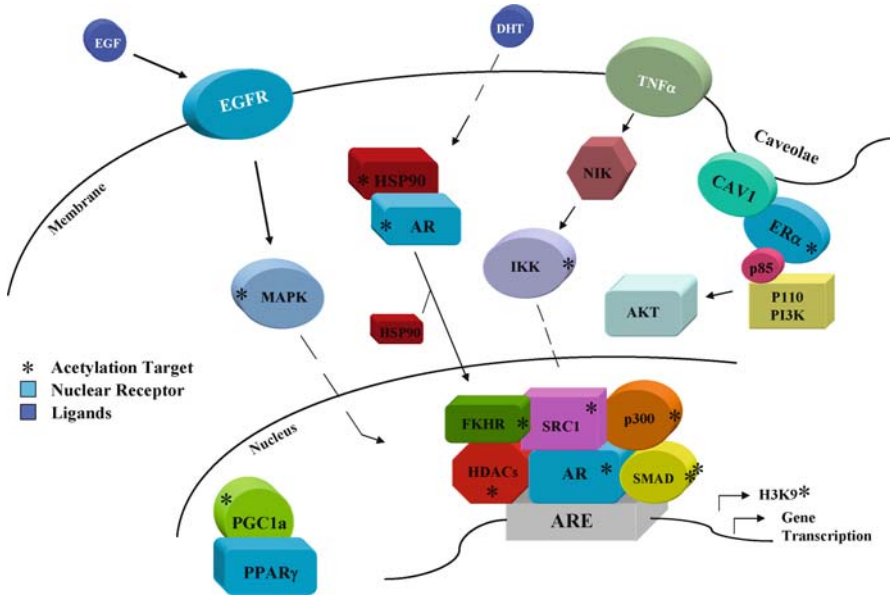 EGF
DHT
EGFR
TNFα
Membrane
Caveolae
*HSP90
NIK
CAV1
* AR
ERα*
p85
* MAPK
IKK *
P110
PI3K
AKT
HSP90
* Acetylation Target
Nuclear Receptor
Ligands
Nucleus
FKHR*
SRC1*
p300*
HDACs
*
AR *
SMAD**
ARE
H3K9*
Gene
Transcription
*
PGC1a
PPARγ